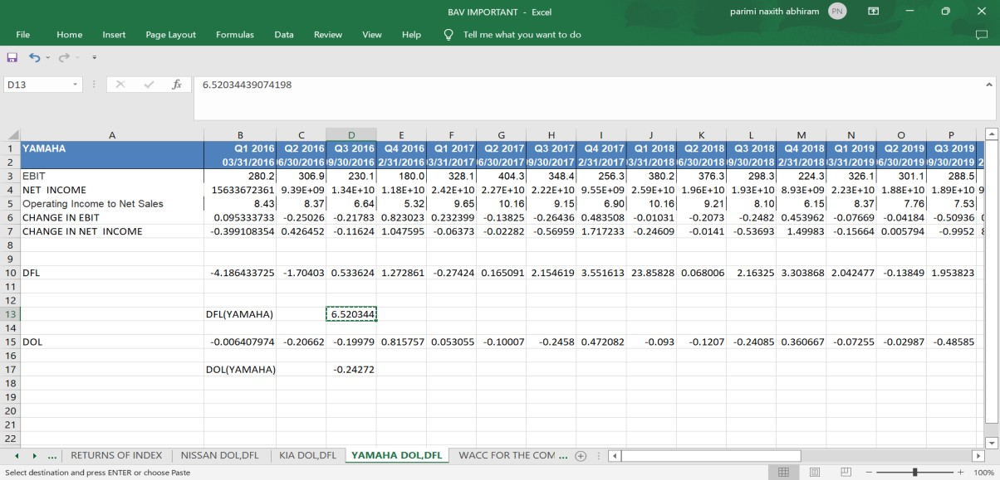 BAV IMPORTANT - Excel
parimi naxith abhiram PN
File Home Insert Page Layout Formulas Data Review View Help Tell me what you want to do
D13 fx 6.52034439074198
A B C D E F G H I J K L M N O P
1 YAMAHA Q1 2016 Q2 2016 Q3 2016 Q4 2016 Q1 2017 Q2 2017 Q3 2017 Q4 2017 Q1 2018 Q2 2018 Q3 2018 Q4 2018 Q1 2019 Q2 2019 Q3 2019
2 03/31/2016 06/30/2016 09/30/2016 2/31/2016 03/31/2017 06/30/2017 09/30/2017 2/31/2017 03/31/2018 06/30/2018 09/30/2018 2/31/2018 03/31/2019 06/30/2019 09/30/2019 2
3 EBIT 280.2 306.9 230.1 180.0 328.1 404.3 348.4 256.3 380.2 376.3 298.3 224.3 326.1 301.1 288.5
4 NET INCOME 15633672361 9.39E+09 1.34E+10 1.18E+10 2.42E+10 2.27E+10 2.22E+10 9.55E+09 2.59E+10 1.96E+10 1.93E+10 8.93E+09 2.23E+10 1.88E+10 1.89E+10 9
5 Operating Income to Net Sales 8.43 8.37 6.64 5.32 9.65 10.16 9.15 6.90 10.16 9.21 8.10 6.15 8.37 7.76 7.53
6 CHANGE IN EBIT 0.095333733 -0.25026 -0.21783 0.823023 0.232399 -0.13825 -0.26436 0.483508 -0.01031 -0.2073 -0.2482 0.453962 -0.07669 -0.04184 -0.50936
7 CHANGE IN NET INCOME -0.399108354 0.426452 -0.11624 1.047595 -0.06373 -0.02282 -0.56959 1.717233 -0.24609 -0.0141 -0.53693 1.49983 -0.15664 0.005794 -0.9952
8
9
10 DFL -4.186433725 -1.70403 0.533624 1.272861 -0.27424 0.165091 2.154619 3.551613 23.85828 0.068006 2.16325 3.303868 2.042477 -0.13849 1.953823
11
12
13 DFL(YAMAHA) 6.520344
14
15 DOL -0.006407974 -0.20662 -0.19979 0.815757 0.053055 -0.10007 -0.2458 0.472082 -0.093 -0.1207 -0.24085 0.360667 -0.07255 -0.02987 -0.48585
16
17 DOL(YAMAHA) -0.24272
18
19
20
21
22
... RETURNS OF INDEX NISSAN DOL,DFL KIA DOL,DFL YAMAHA DOL,DFL WACC FOR THE COM ...
Select destination and press ENTER or choose Paste 100%